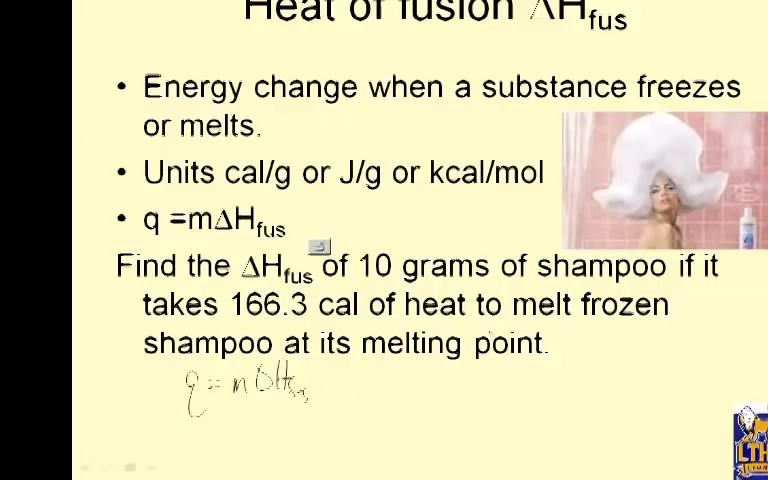 Heat of fusion ΔHfus
• Energy change when a substance freezes
or melts.
• Units cal/g or J/g or kcal/mol
• q =mΔHfus
Find the ΔHfus of 10 grams of shampoo if it
takes 166.3 cal of heat to melt frozen
shampoo at its melting point.
q = m ΔHfus
LTH